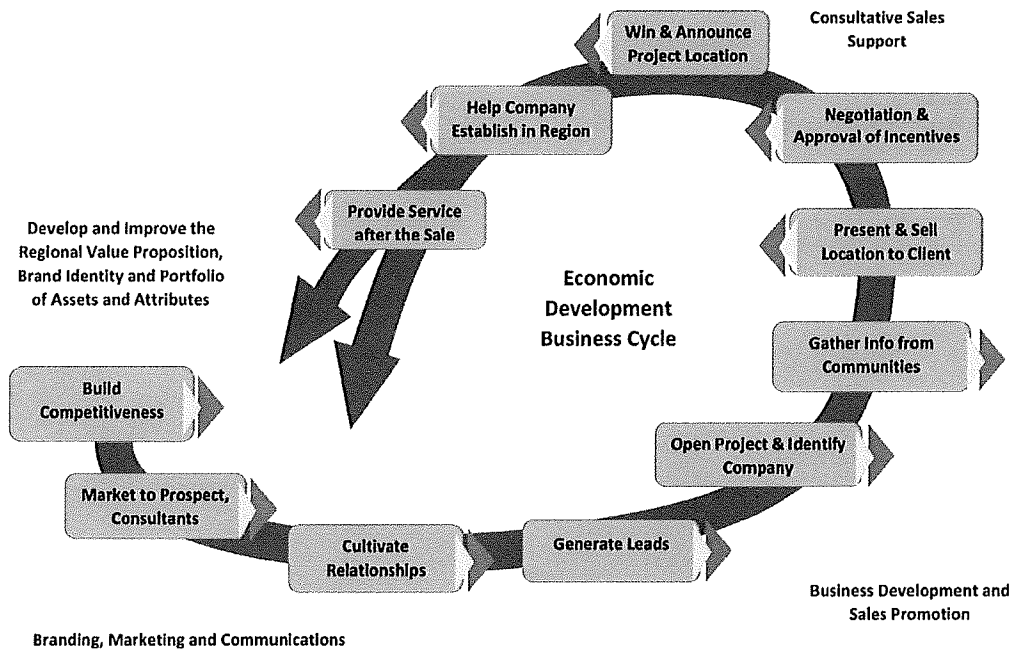 Win & Announce
Project Location
Consultative Sales
Support
Help Company
Establish in Region
Negotiation &
Approval of Incentives
Provide Service
after the Sale
Present & Sell
Location to Client
Develop and Improve the
Regional Value Proposition,
Brand Identity and Portfolio
of Assets and Attributes
Economic
Development
Business Cycle
Gather Info from
Communities
Build
Competitiveness
Open Project & Identify
Company
Market to Prospect,
Consultants
Cultivate
Relationships
Generate Leads
Business Development and
Sales Promotion
Branding, Marketing and Communications